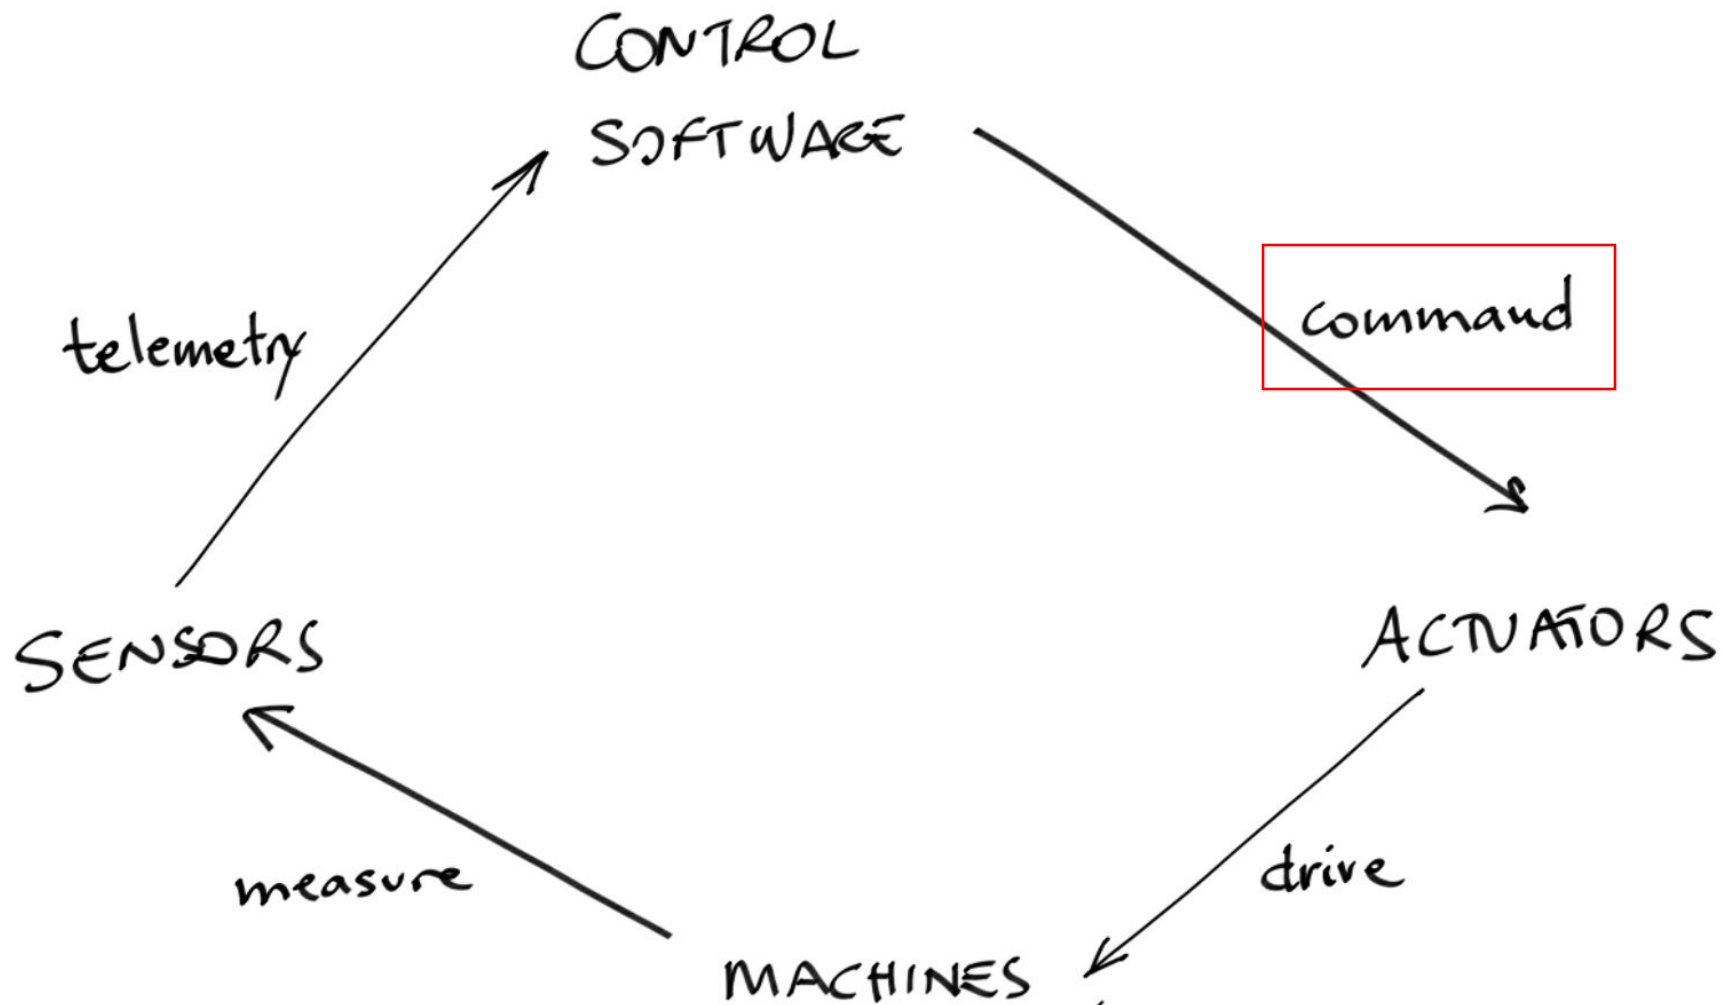 CONTROL
SOFTWARE
command
telemetry
SENSORS
ACTUATORS
measure
drive
MACHINES